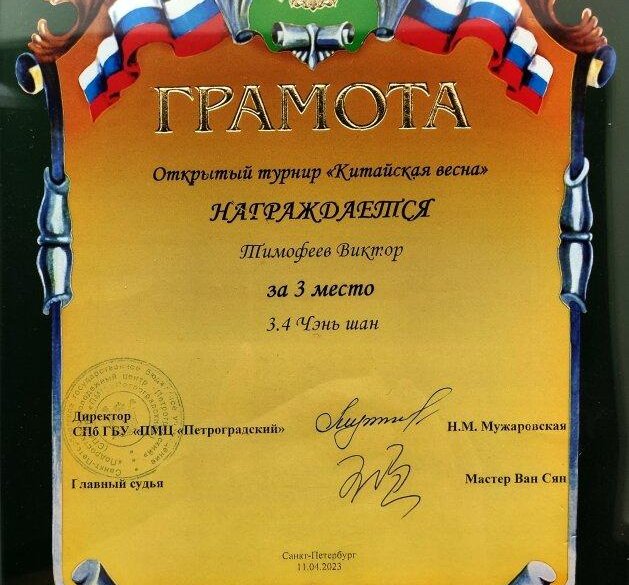 ГРАМОТА
Открытый турнир «Китайская весна»
НАГРАЖДАЕТСЯ
Тимофеев Виктор
за 3 место
3.4 Чэнь шан
Директор
СПб ГБУ «ПМЦ «Петроградский»
Н.М. Мужаровская
Главный судья
Мастер Ван Сян
Санкт-Петербург
11.04.2023